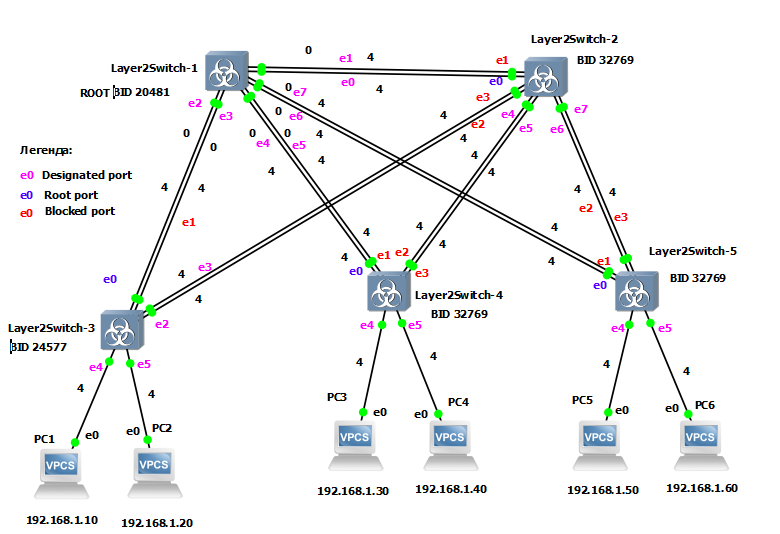 Layer2Switch-2
0
e1
4
e1
BID 32769
Layer2Switch-1
e0
4
e0
ROOT BID 20481
0
e7
e3
e2
e3
4
0
e6
4
e4
e2
e7
0
0
0
e4
0
e5
4
e5
e6
Легенда:
4
4
4
4
e0 Designated port
4
4
4
4
4
4
e0 Root port
e2
e0 Blocked port
e3
e1
4
4
4
4
e1
e2
Layer2Switch-5
4
e3
e0
e3
4
e1
e0
4
e0
BID 32769
4
Layer2Switch-4
BID 32769
Layer2Switch-3
e2
e4
e5
e4
e5
BID 24577
e4
e5
4
4
4
4
4
4
PC3
PC4
PC5
PC6
e0
e0
e0
e0
PC1
e0
e0
PC2
VPCS
VPCS
VPCS
VPCS
VPCS
VPCS
192.168.1.30
192.168.1.40
192.168.1.50
192.168.1.60
192.168.1.10
192.168.1.20